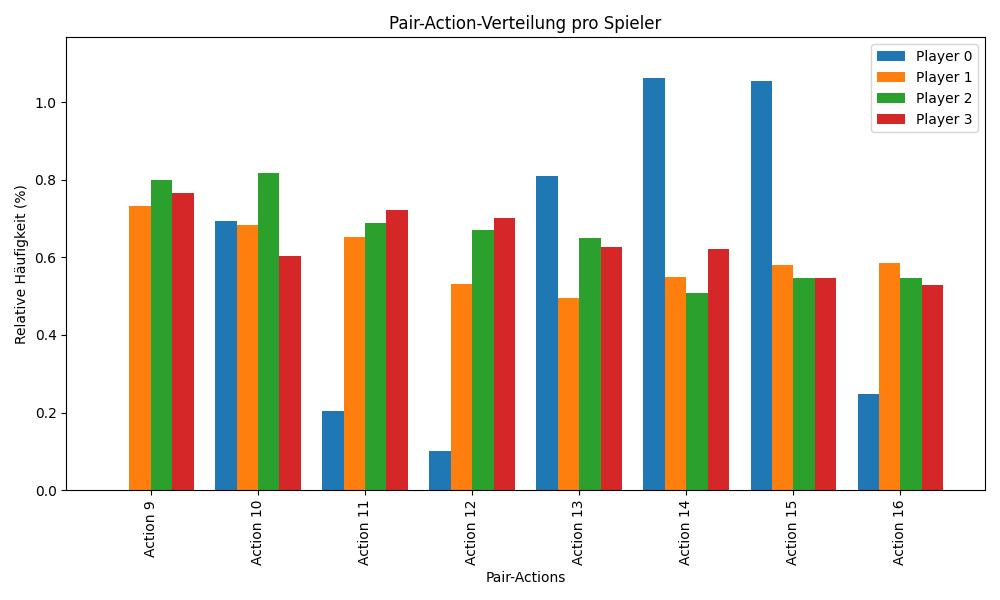 Pair-Action-Verteilung pro Spieler
Player 0
Player 1
Player 2
Player 3
Relative Häufigkeit (%)
1.0
0.8
0.6
0.4
0.2
0.0
Action 9
Action 10
Action 11
Action 12
Action 13
Action 14
Action 15
Action 16
Pair-Actions